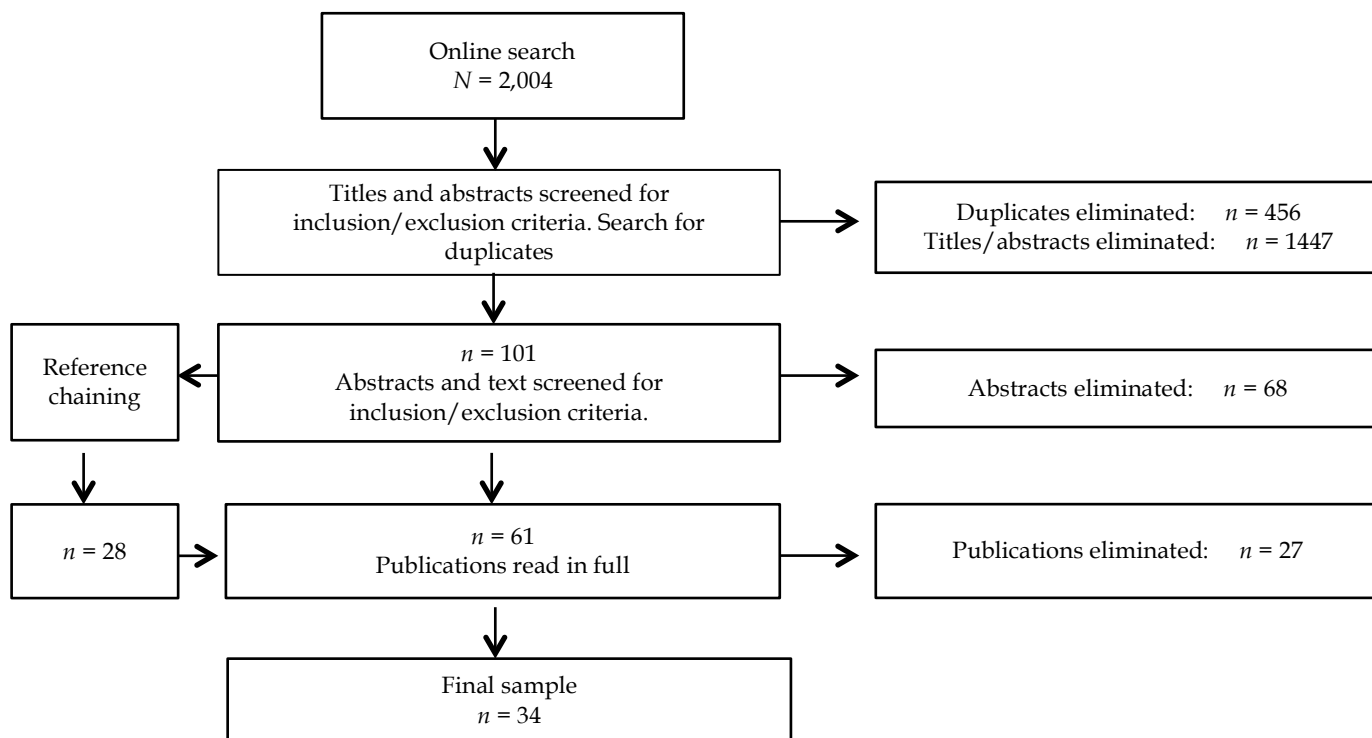 Online search
N = 2,004
Titles and abstracts screened for
inclusion/exclusion criteria. Search for
duplicates
Duplicates eliminated: n = 456
Titles/abstracts eliminated: n = 1447
Reference
chaining
n = 101
Abstracts and text screened for
inclusion/exclusion criteria.
Abstracts eliminated: n = 68
n = 28
n = 61
Publications read in full
Publications eliminated: n = 27
Final sample
n = 34